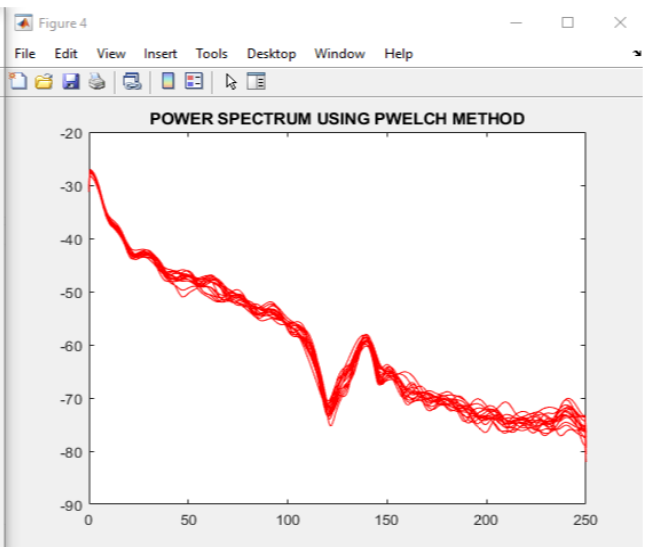 Figure 4
File Edit View Insert Tools Desktop Window Help
POWER SPECTRUM USING PWELCH METHOD
-20
-30
-40
-50
-60
-70
-80
-90
0 50 100 150 200 250